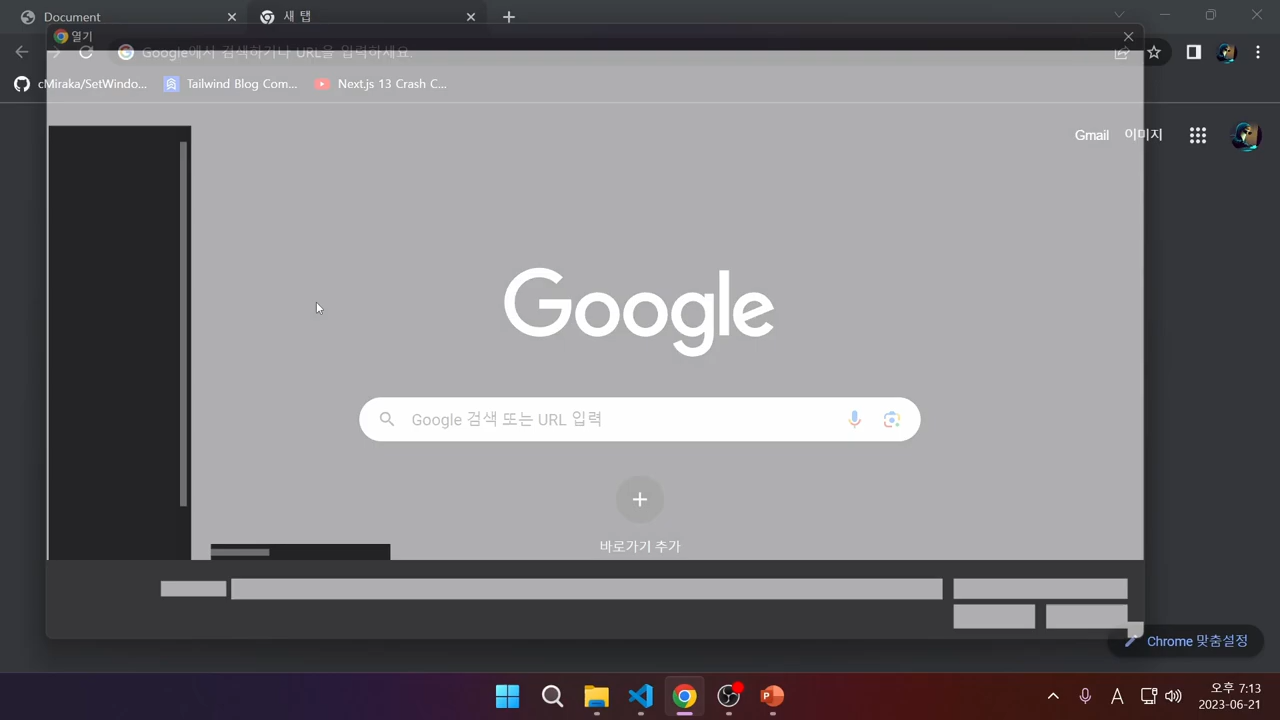 Document
새 탭
열기
Google에서 검색하거나 URL을 입력하세요.
cMiraka/SetWindo...
Tailwind Blog Com...
Next.js 13 Crash C...
Gmail
이미지
Google
Google 검색 또는 URL 입력
바로가기 추가
Chrome 맞춤설정
A
오후 7:13
2023-06-21